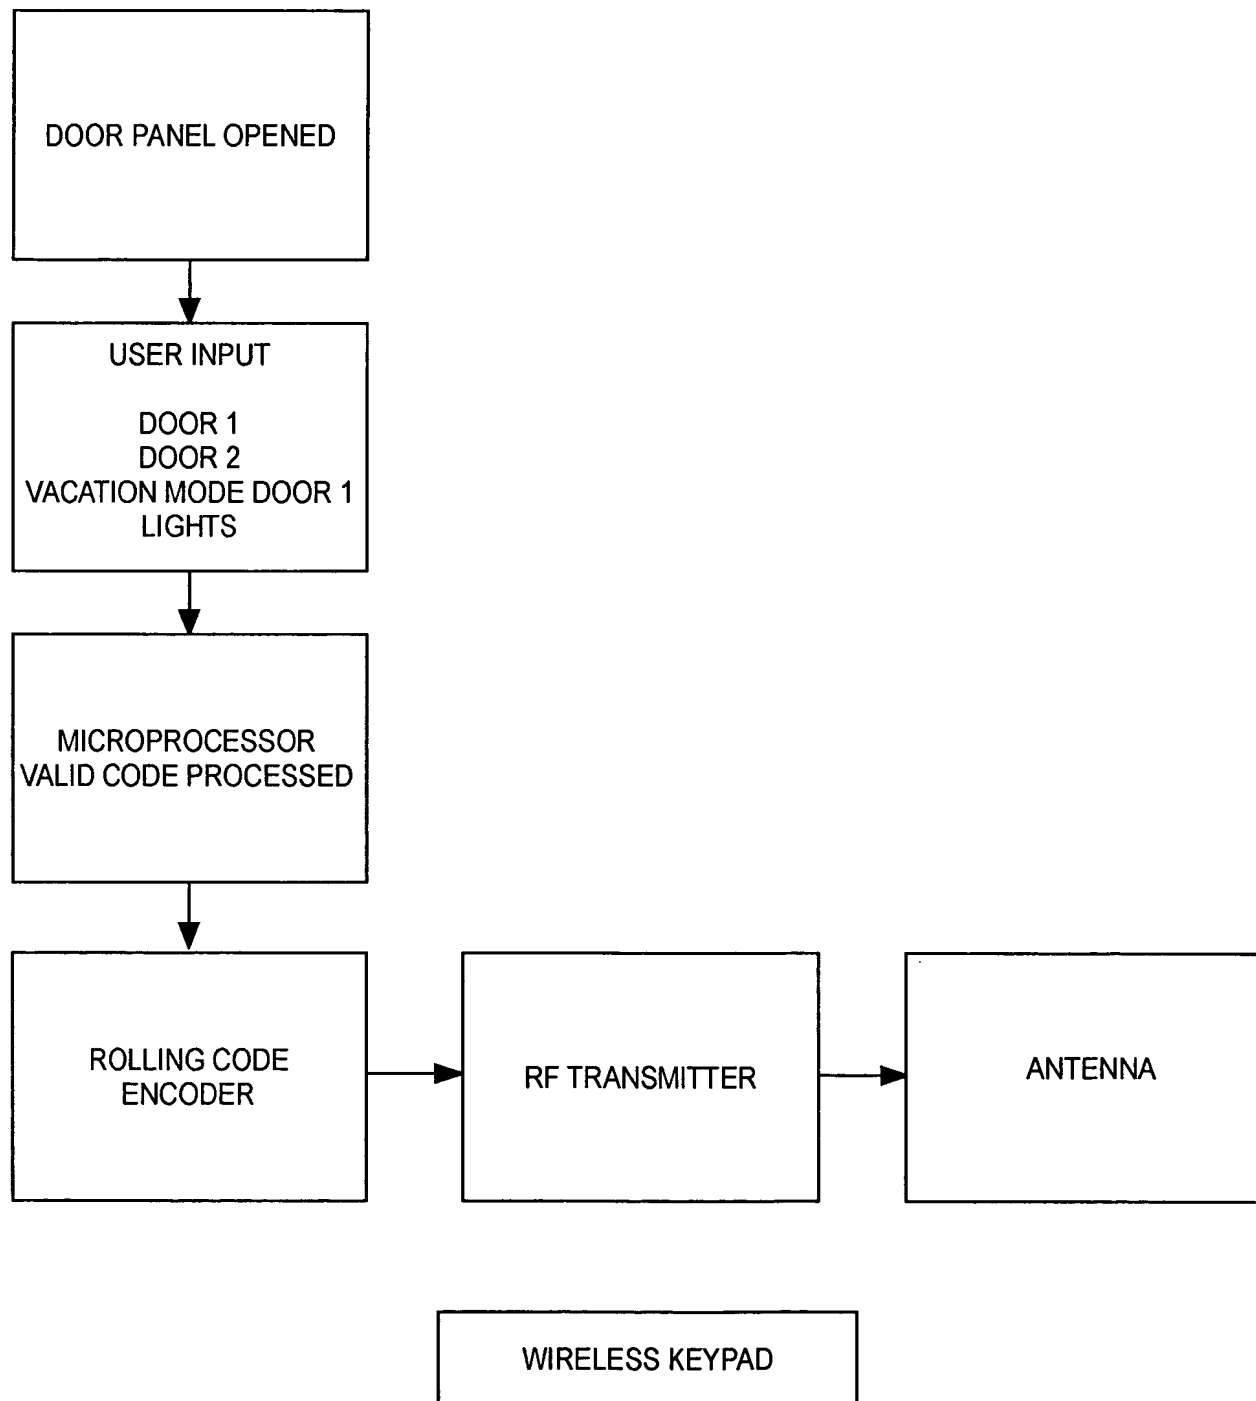 DOOR PANEL OPENED
USER INPUT
DOOR 1
DOOR 2
VACATION MODE DOOR 1
LIGHTS
MICROPROCESSOR
VALID CODE PROCESSED
ROLLING CODE
ENCODER
RF TRANSMITTER
ANTENNA
WIRELESS KEYPAD